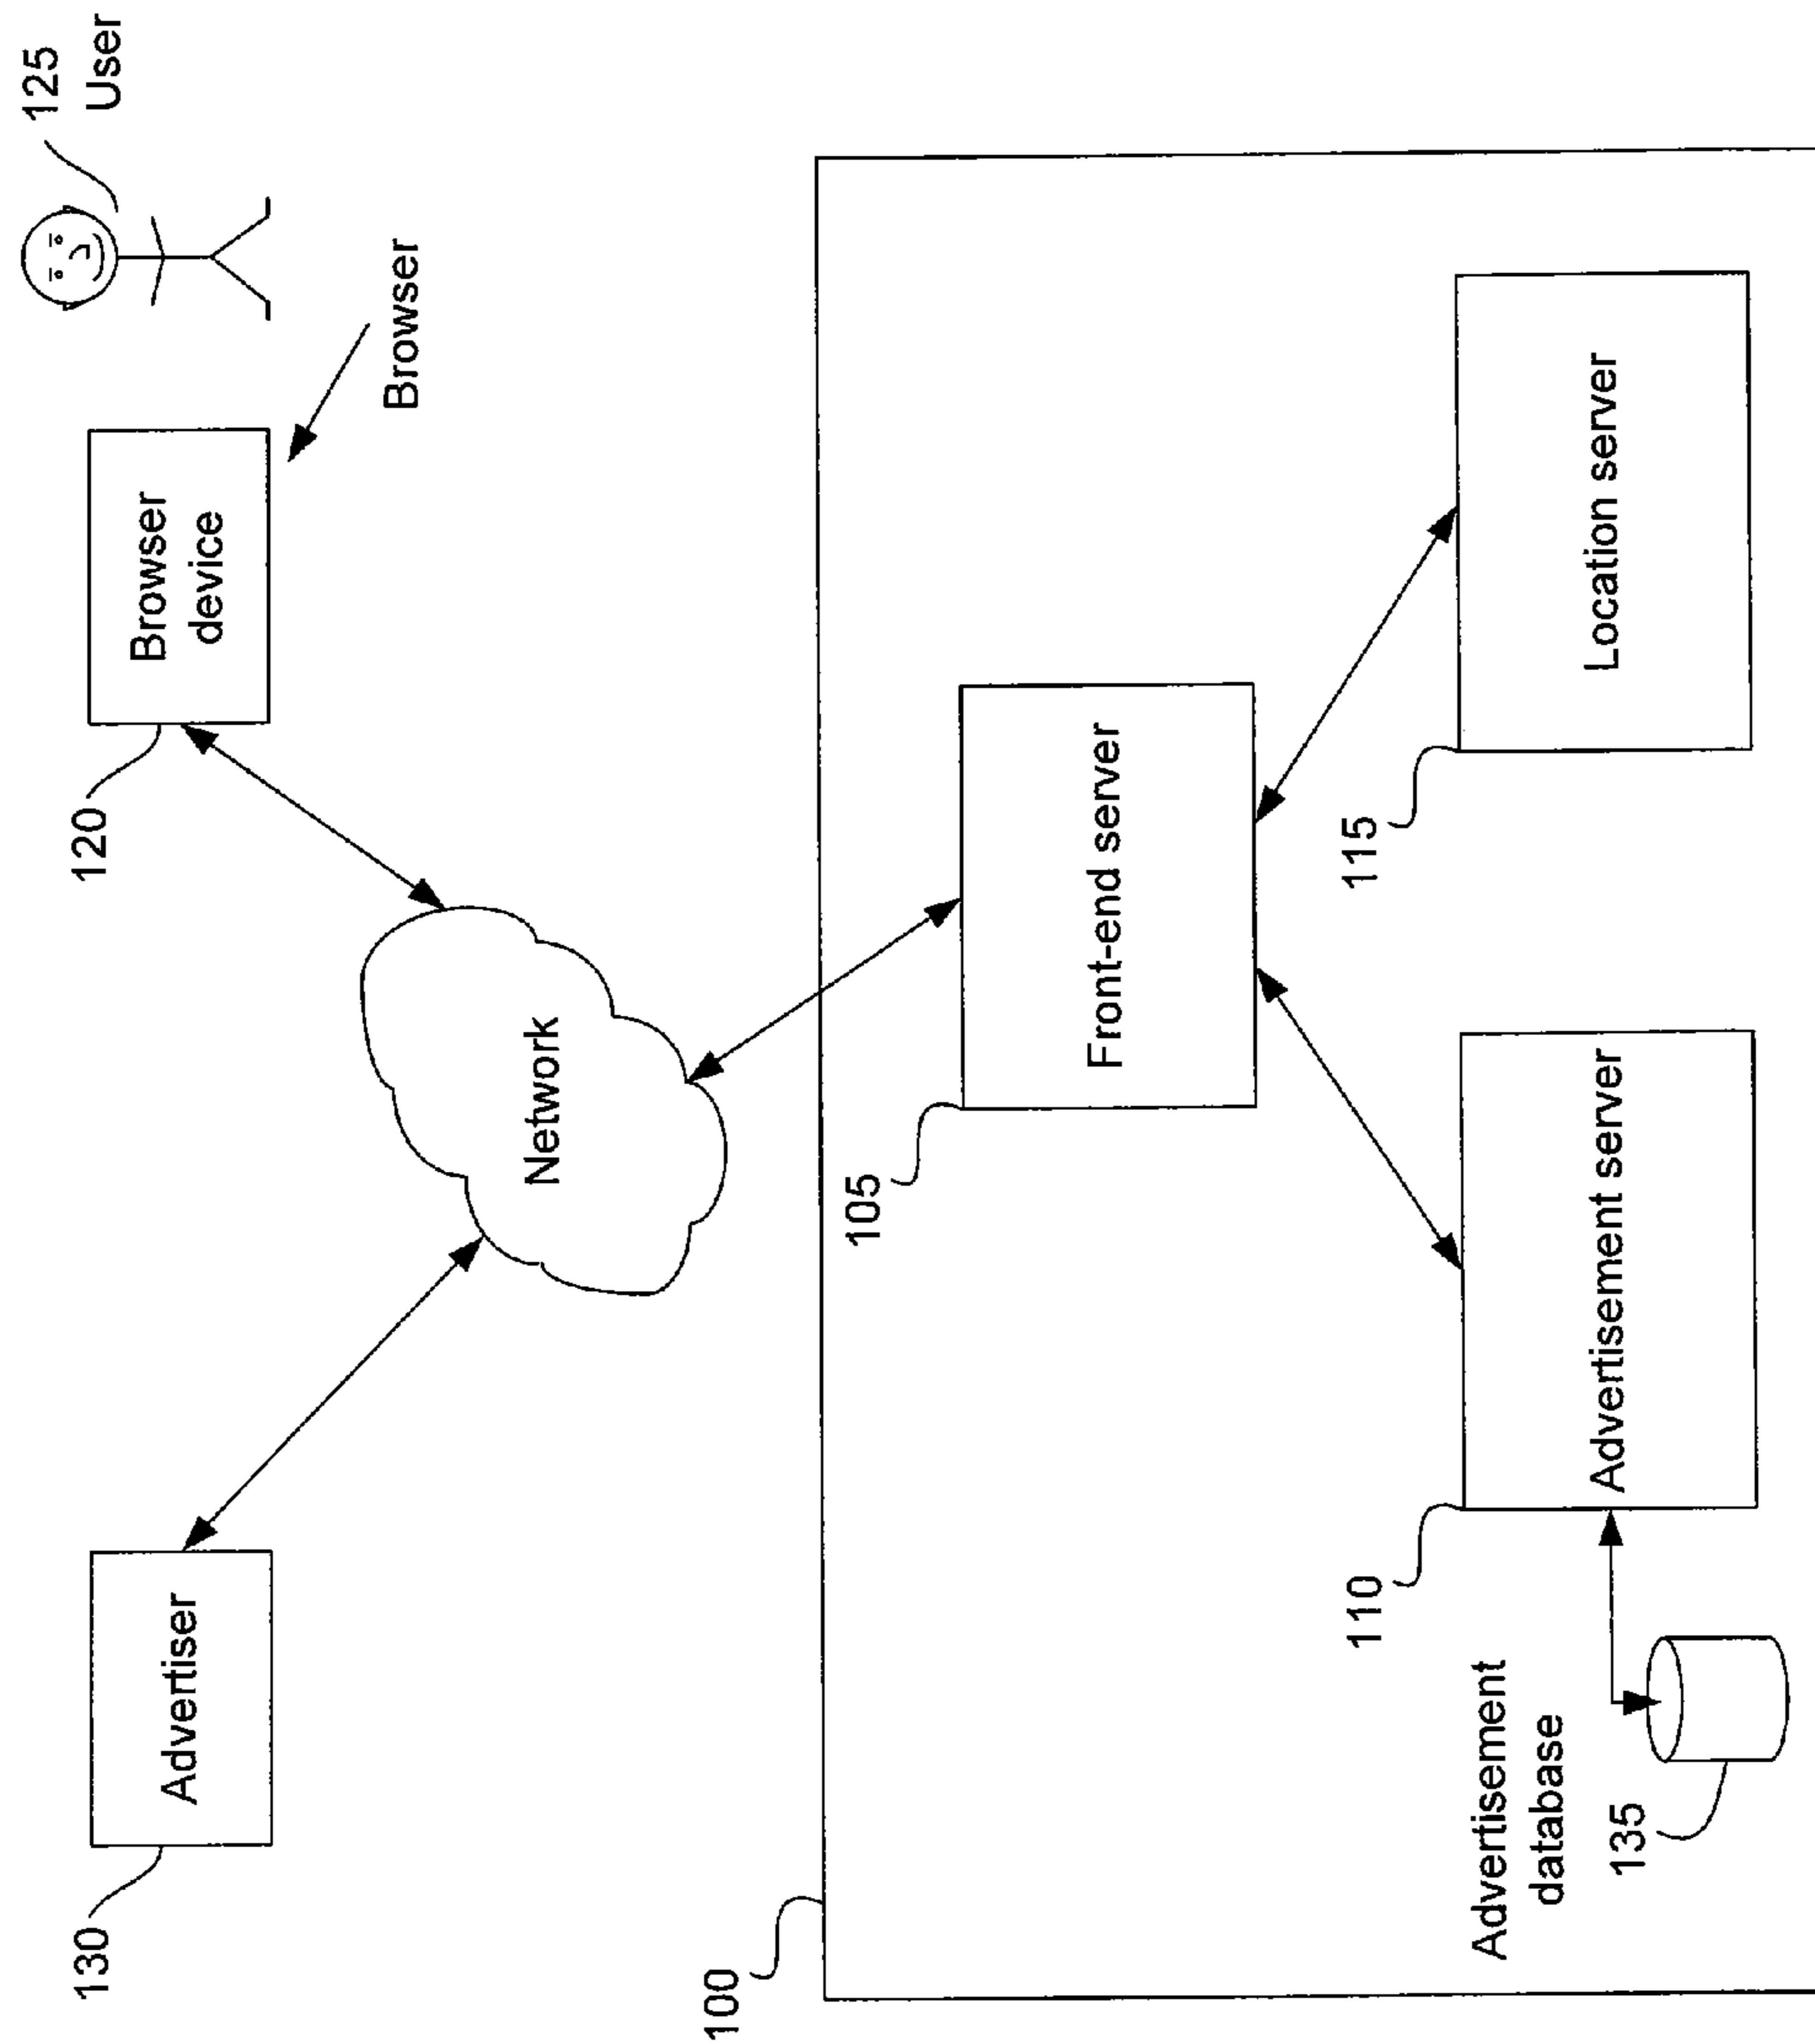 125
User
130
120
Advertiser
Browser
device
Browser
Network
100
105
Front-end server
110
115
Advertisement
database
Advertisement server
Location server
135